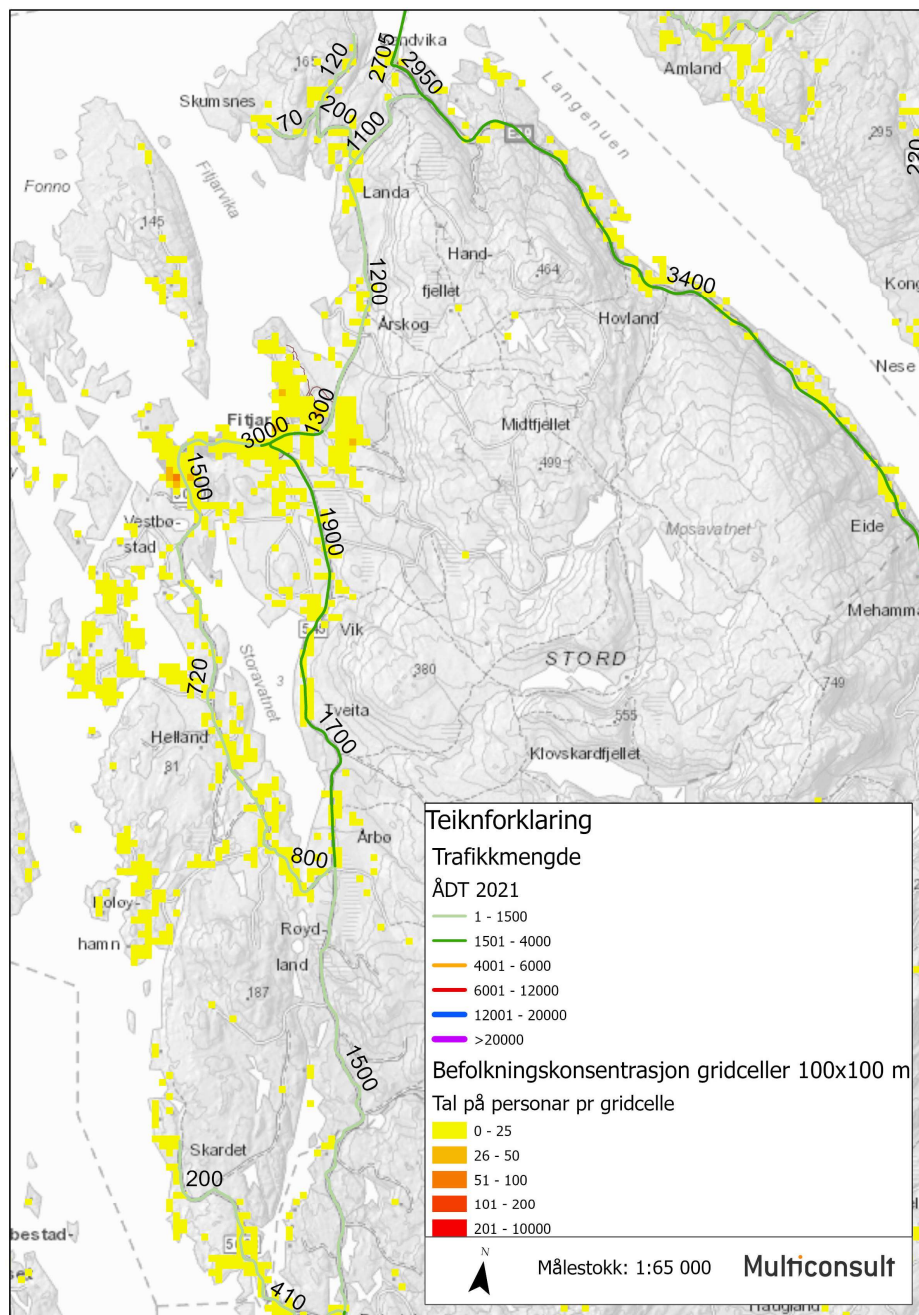 Sandvika
120
2705
2950
165
Amland
Skumsnes
70
200
1100
Langenuen
E39
295
220
Fitjarvika
Fonno
Landa
145
Hand-
fjellet
464
3400
1200
Hovland
Årskog
Nese
Fitjar
3000
1300
Midtfjellet
499
1500
Vestbø-
stad
1900
Mosavatnet
Eide
545
Vik
STORD
720
Storavatnet
3
380
749
555
Tveita
1700
Helland
81
Klovskardfjellet
800
Årbø
hamn
Røyd-
land
187
1500
Skardet
200
410
Teiknforklaring
Trafikkmengde
ÅDT 2021
1 - 1500
1501 - 4000
4001 - 6000
6001 - 12000
12001 - 20000
>20000
Befolkningskonsentrasjon gridceller 100x100 m
Tal på personar pr gridcelle
0 - 25
26 - 50
51 - 100
101 - 200
201 - 10000
N
Målestokk: 1:65 000
Multiconsult